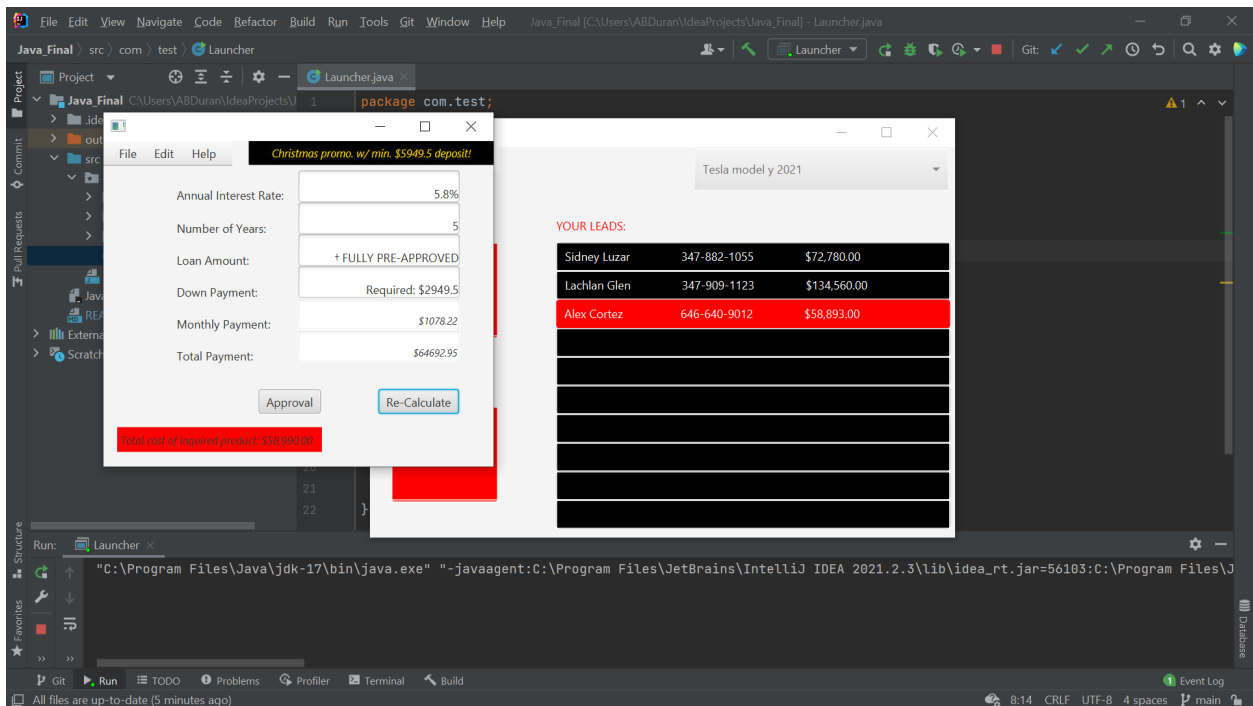 File Edit View Navigate Code Refactor Build Run Tools Git Window Help Java_Final [C:\Users\ABDuran\IdeaProjects\Java_Final] - Launcher.java
Java_Final src com test Launcher
Launcher
Git:
Project
Launcher.java
Java_Final C:\Users\ABDuran\IdeaProjects\J
1 package com.test;
1
.ide
out
src
Java
REA
Externa
Scratch
File Edit Help
Christmas promo. w/ min. $5949.5 deposit!
Annual Interest Rate: 5.8%
Number of Years: 5
Loan Amount: † FULLY PRE-APPROVED
Down Payment: Required: $2949.5
Monthly Payment: $1078.22
Total Payment: $64692.95
Approval Re-Calculate
Total cost of inquired product: $58,990.00
Tesla model y 2021
YOUR LEADS:
Sidney Luzar 347-882-1055 $72,780.00
Lachlan Glen 347-909-1123 $134,560.00
Alex Cortez 646-640-9012 $58,893.00
20
21
22 }
Project
Commit
Pull Requests
Structure
Favorites
Database
Run: Launcher
"C:\Program Files\Java\jdk-17\bin\java.exe" "-javaagent:C:\Program Files\JetBrains\IntelliJ IDEA 2021.2.3\lib\idea_rt.jar=56103:C:\Program Files\J
Git Run TODO Problems Profiler Terminal Build
1 Event Log
All files are up-to-date (5 minutes ago)
8:14 CRLF UTF-8 4 spaces main